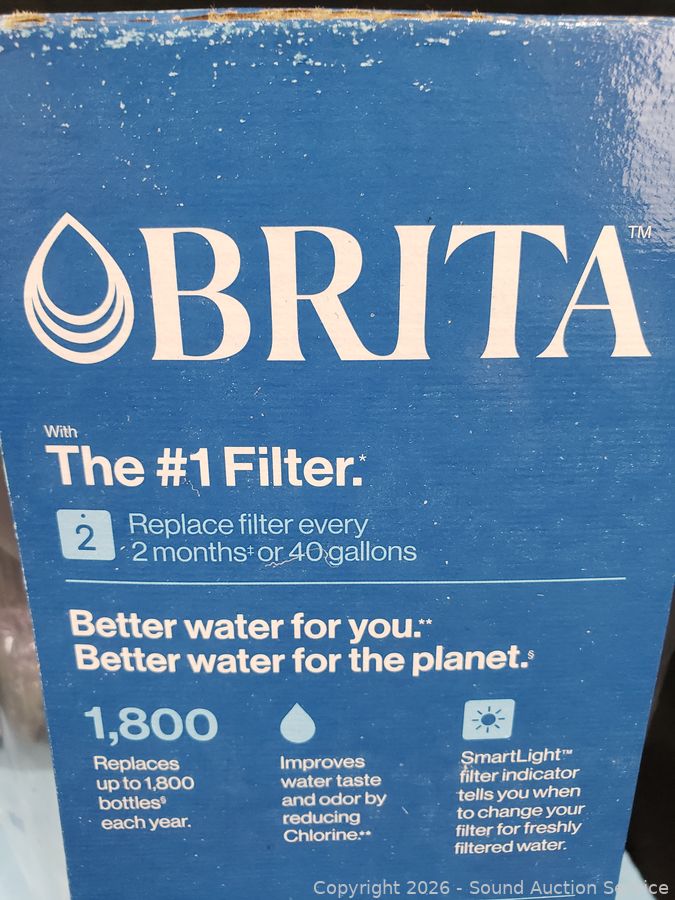 BRITA™
With
The #1 Filter.*
2
Replace filter every
2 months‡ or 40 gallons
Better water for you.**
Better water for the planet.§
1,800
Replaces
up to 1,800
bottles§
each year.
Improves
water taste
and odor by
reducing
Chlorine.**
SmartLight™
filter indicator
tells you when
to change your
filter for freshly
filtered water.
Copyright 2026 - Sound Auction Service